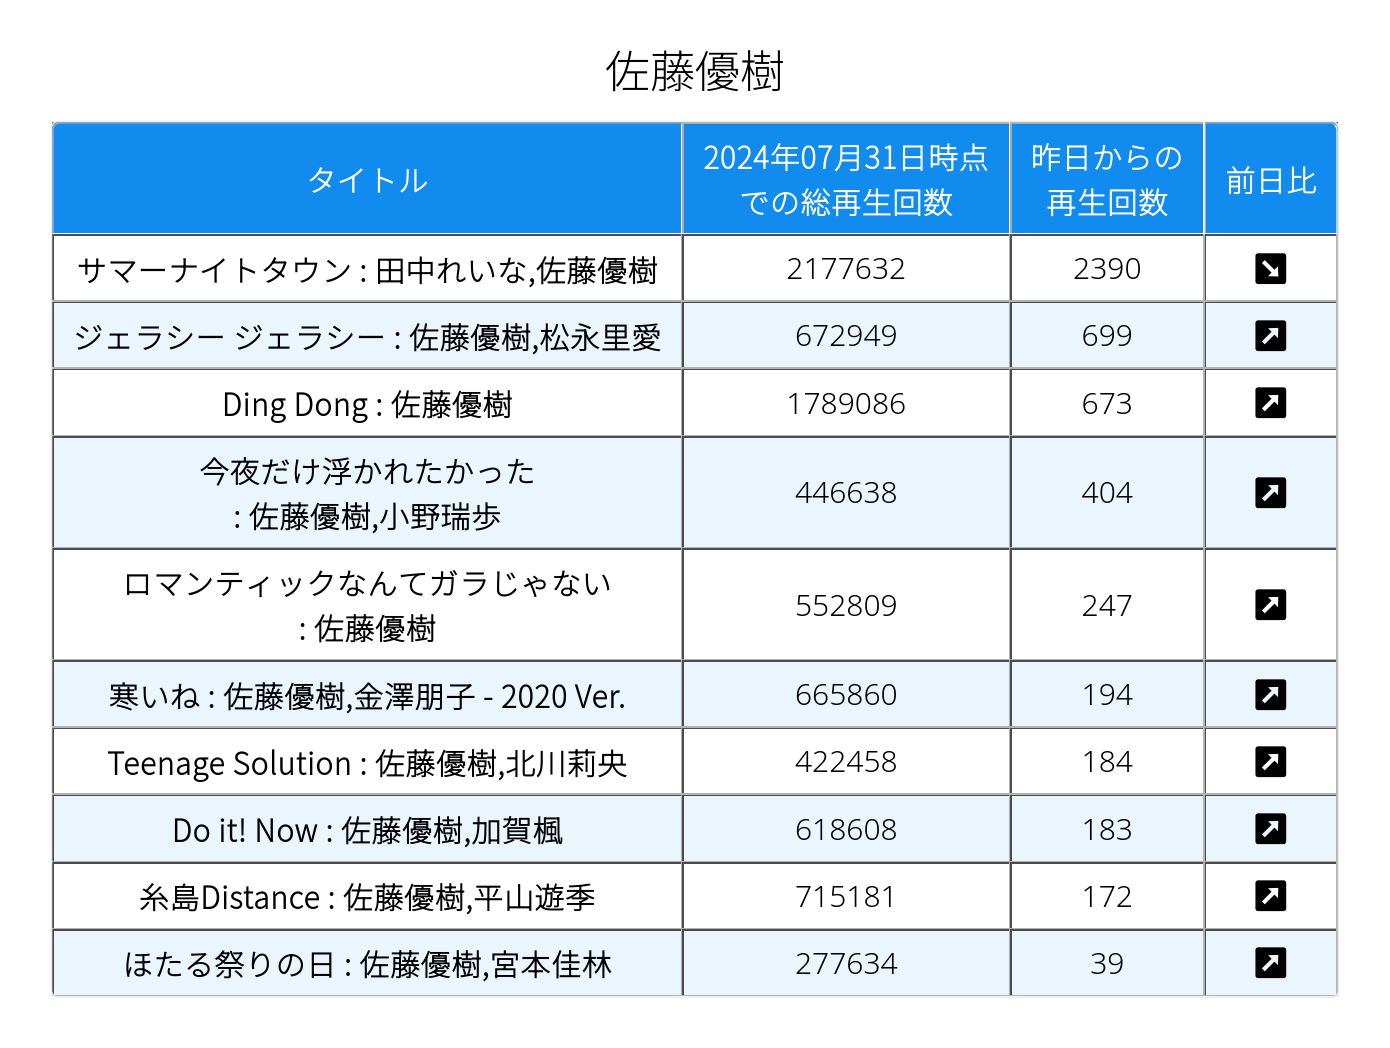 佐藤優樹
タイトル
2024年07月31日時点
での総再生回数
昨日からの
再生回数
前日比
サマーナイトタウン : 田中れいな,佐藤優樹 2177632 2390
ジェラシー ジェラシー : 佐藤優樹,松永里愛 672949 699
Ding Dong : 佐藤優樹 1789086 673
今夜だけ浮かれたかった
: 佐藤優樹,小野瑞歩 446638 404
ロマンティックなんてガラじゃない
: 佐藤優樹 552809 247
寒いね : 佐藤優樹,金澤朋子 - 2020 Ver. 665860 194
Teenage Solution : 佐藤優樹,北川莉央 422458 184
Do it! Now : 佐藤優樹,加賀楓 618608 183
糸島Distance : 佐藤優樹,平山遊季 715181 172
ほたる祭りの日 : 佐藤優樹,宮本佳林 277634 39